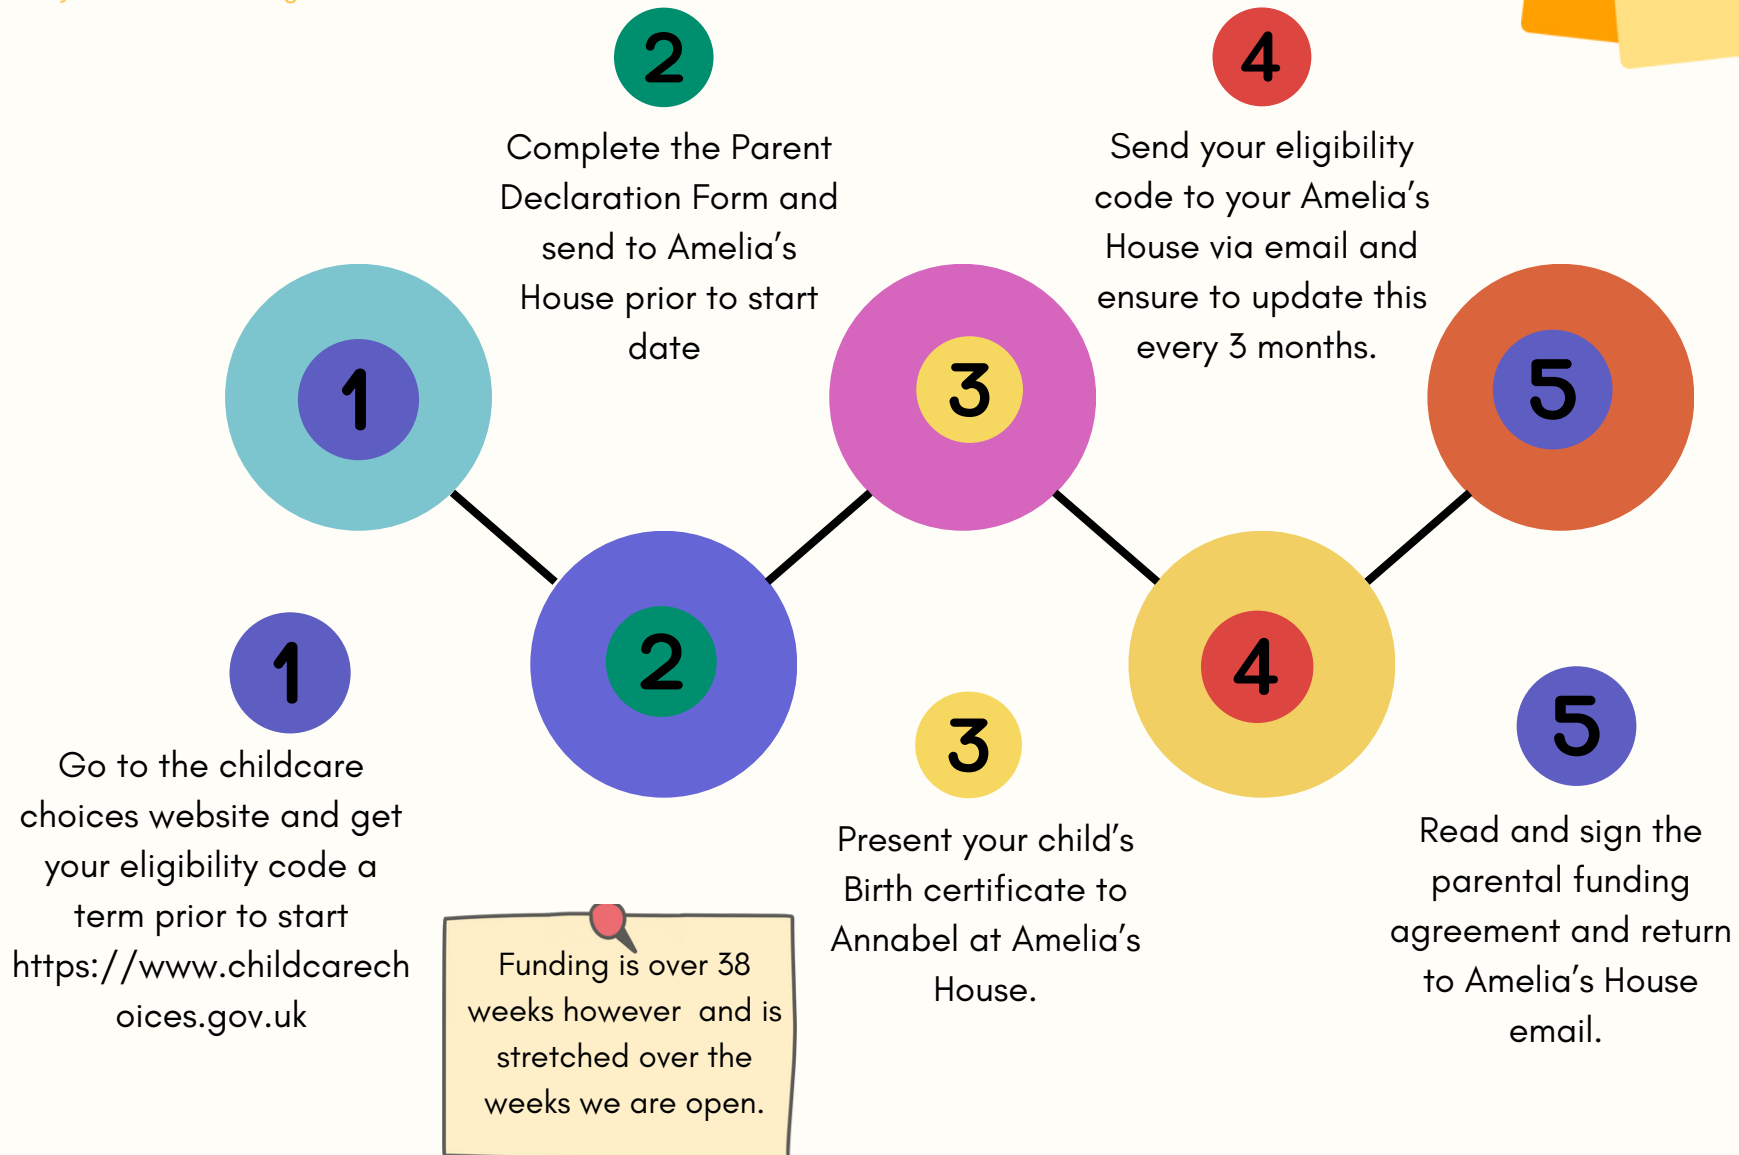 2
Complete the Parent
Declaration Form and
send to Amelia's
House prior to start
date
4
Send your eligibility
code to your Amelia's
House via email and
ensure to update this
every 3 months.
1
3
5
2
4
1
Go to the childcare
choices website and get
your eligibility code a
term prior to start
https://www.childcarech
oices.gov.uk
Funding is over 38
weeks however  and is
stretched over the
weeks we are open.
3
Present your child's
Birth certificate to
Annabel at Amelia's
House.
5
Read and sign the
parental funding
agreement and return
to Amelia's House
email.